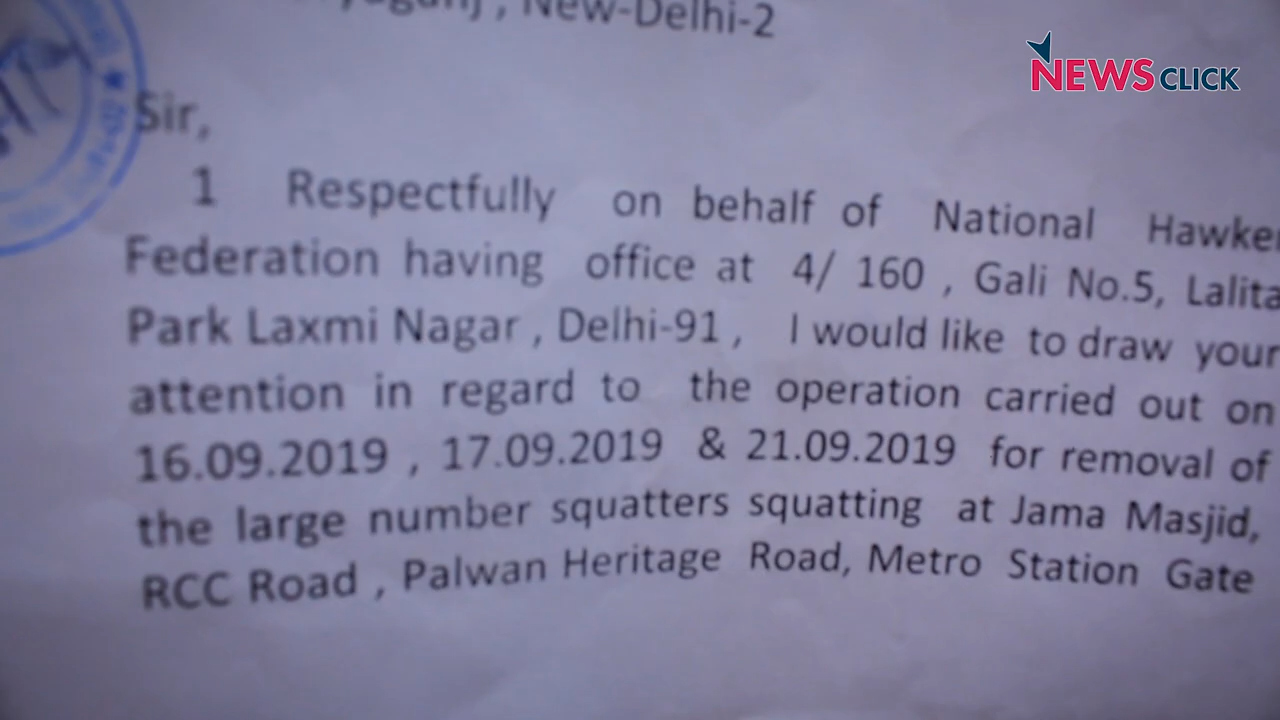 , New-Delhi-2
NEWSCLICK
Sir,
1 Respectfully on behalf of National Hawker
Federation having office at 4/ 160 , Gali No.5, Lalita
Park Laxmi Nagar , Delhi-91 , I would like to draw your
attention in regard to the operation carried out on
16.09.2019 , 17.09.2019 & 21.09.2019 for removal of
the large number squatters squatting at Jama Masjid,
RCC Road , Palwan Heritage Road, Metro Station Gate